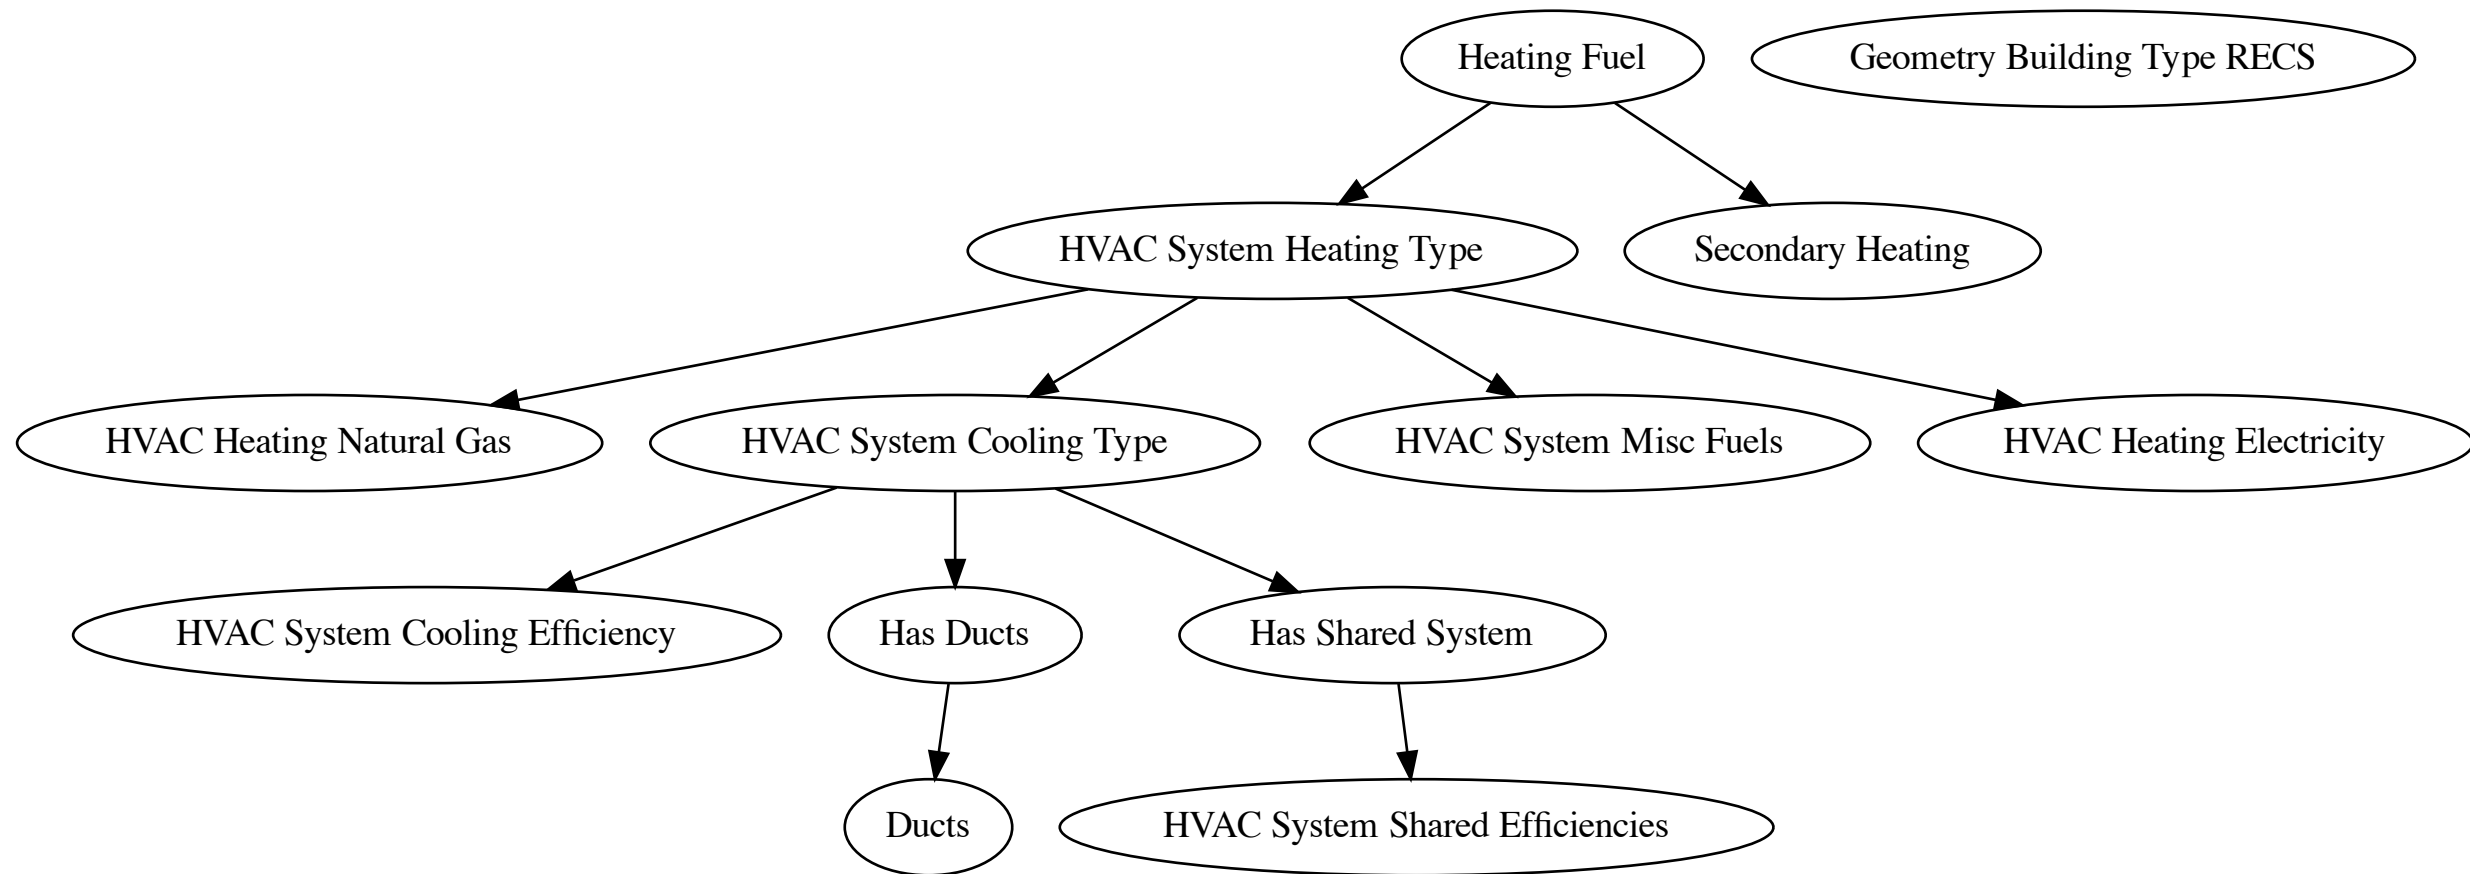 Heating Fuel
Geometry Building Type RECS
HVAC System Heating Type
Secondary Heating
HVAC Heating Natural Gas
HVAC System Cooling Type
HVAC System Misc Fuels
HVAC Heating Electricity
HVAC System Cooling Efficiency
Has Ducts
Has Shared System
Ducts
HVAC System Shared Efficiencies